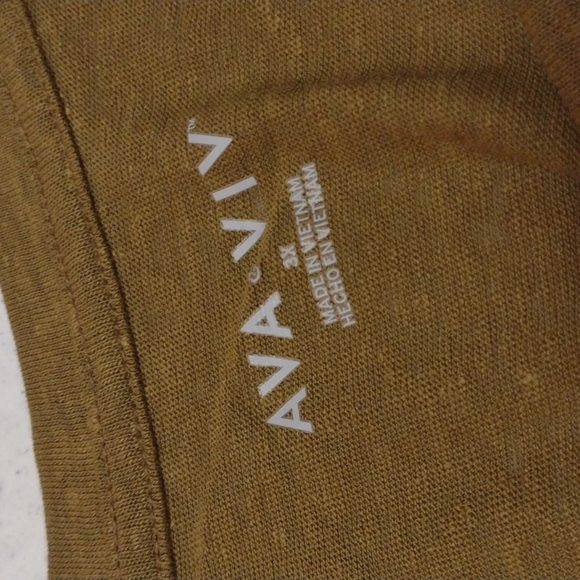 AVA & VIV™
3X
MADE IN VIETNAM
HECHO EN VIETNAM